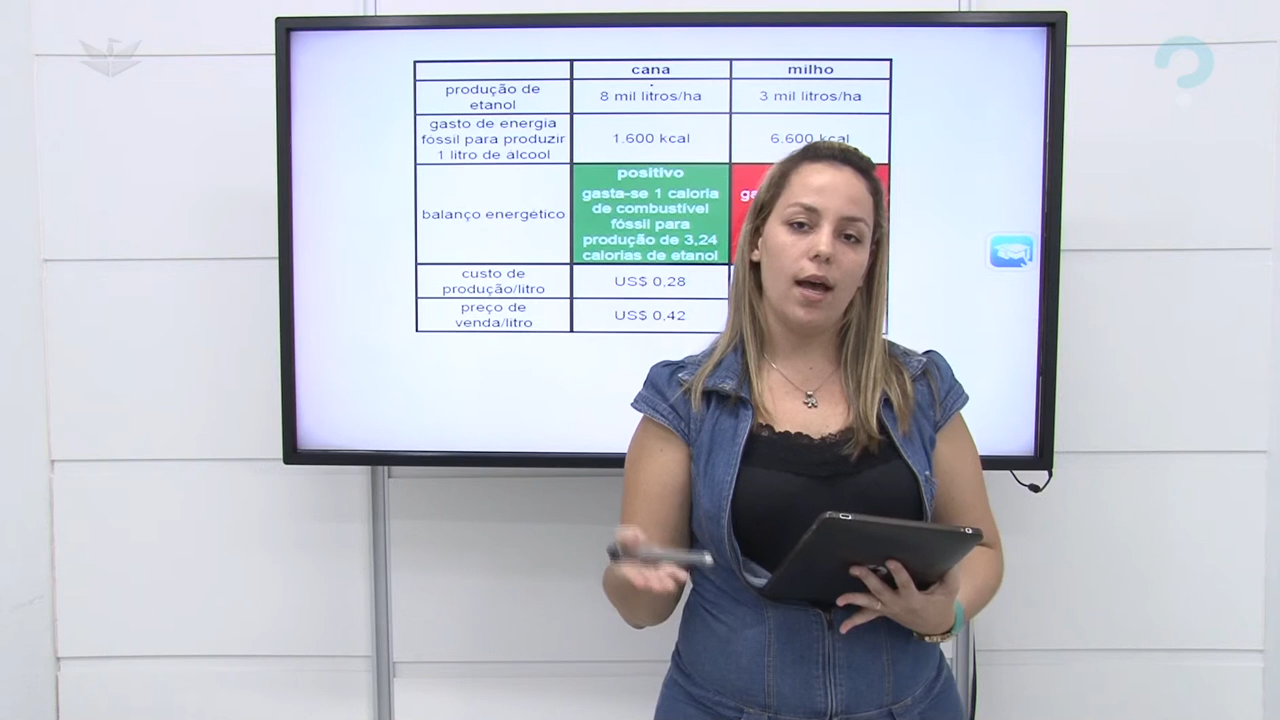 cana milho
produção de
etanol
8 mil litros/ha 3 mil litros/ha
gasto de energia
fóssil para produzir
1 litro de álcool
1.600 kcal 6.600 kcal
balanço energético
positivo
gasta-se 1 caloria
de combustível
fóssil para
produção de 3,24
calorias de etanol
custo de
produção/litro
US$ 0,28
preço de
venda/litro
US$ 0,42